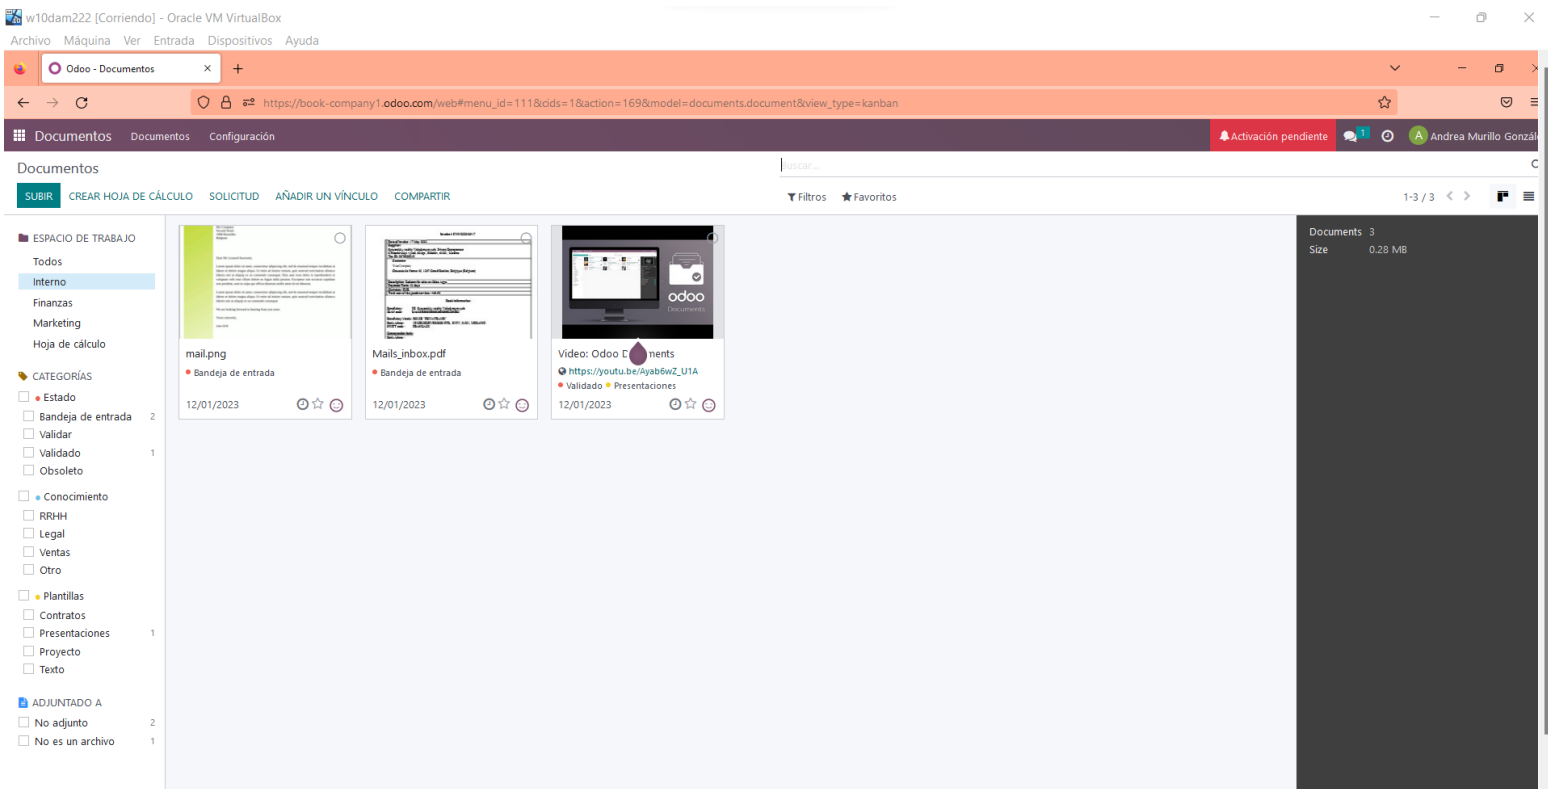 w10dam222 [Corriendo] - Oracle VM VirtualBox
Archivo Máquina Ver Entrada Dispositivos Ayuda
Odoo - Documentos
https://book-company1.odoo.com/web#menu_id=111&cids=1&action=169&model=documents.document&view_type=kanban
Documentos Documentos Configuración Activación pendiente 1 A Andrea Murillo Gonzál
Documentos Buscar...
SUBIR CREAR HOJA DE CÁLCULO SOLICITUD AÑADIR UN VÍNCULO COMPARTIR Filtros Favoritos 1-3 / 3
ESPACIO DE TRABAJO
Todos
Interno
Finanzas
Marketing
Hoja de cálculo
CATEGORÍAS
Estado
Bandeja de entrada 2
Validar
Validado 1
Obsoleto
Conocimiento
RRHH
Legal
Ventas
Otro
Plantillas
Contratos
Presentaciones 1
Proyecto
Texto
ADJUNTADO A
No adjunto 2
No es un archivo 1
mail.png
Bandeja de entrada
12/01/2023
Mails_inbox.pdf
Bandeja de entrada
12/01/2023
odoo
Documents
Video: Odoo D ments
https://youtu.be/Ayab6wZ_U1A
Validado Presentaciones
12/01/2023
Documents 3
Size 0.28 MB